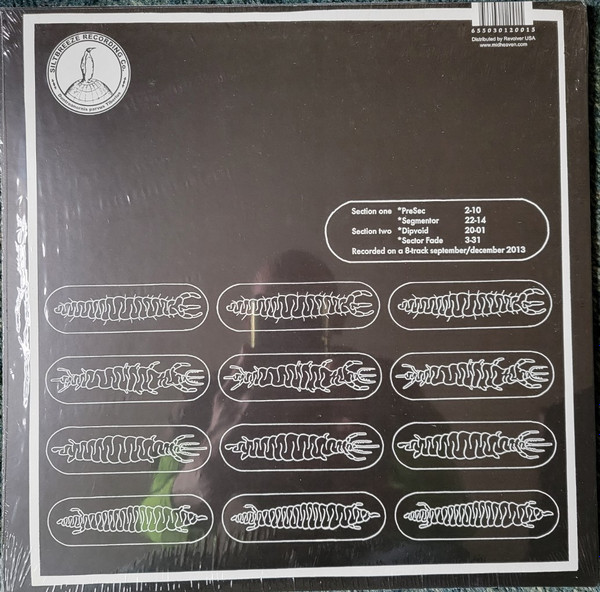 SILTBREEZE RECORDING CO.
653030120015
Distributed by Revolver USA
www.midheaven.com
Section one *PreSec 2-10
*Segmentor 22-14
Section two *Dipvoid 20-01
*Sector Fade 3-31
Recorded on a 8-track september/december 2013